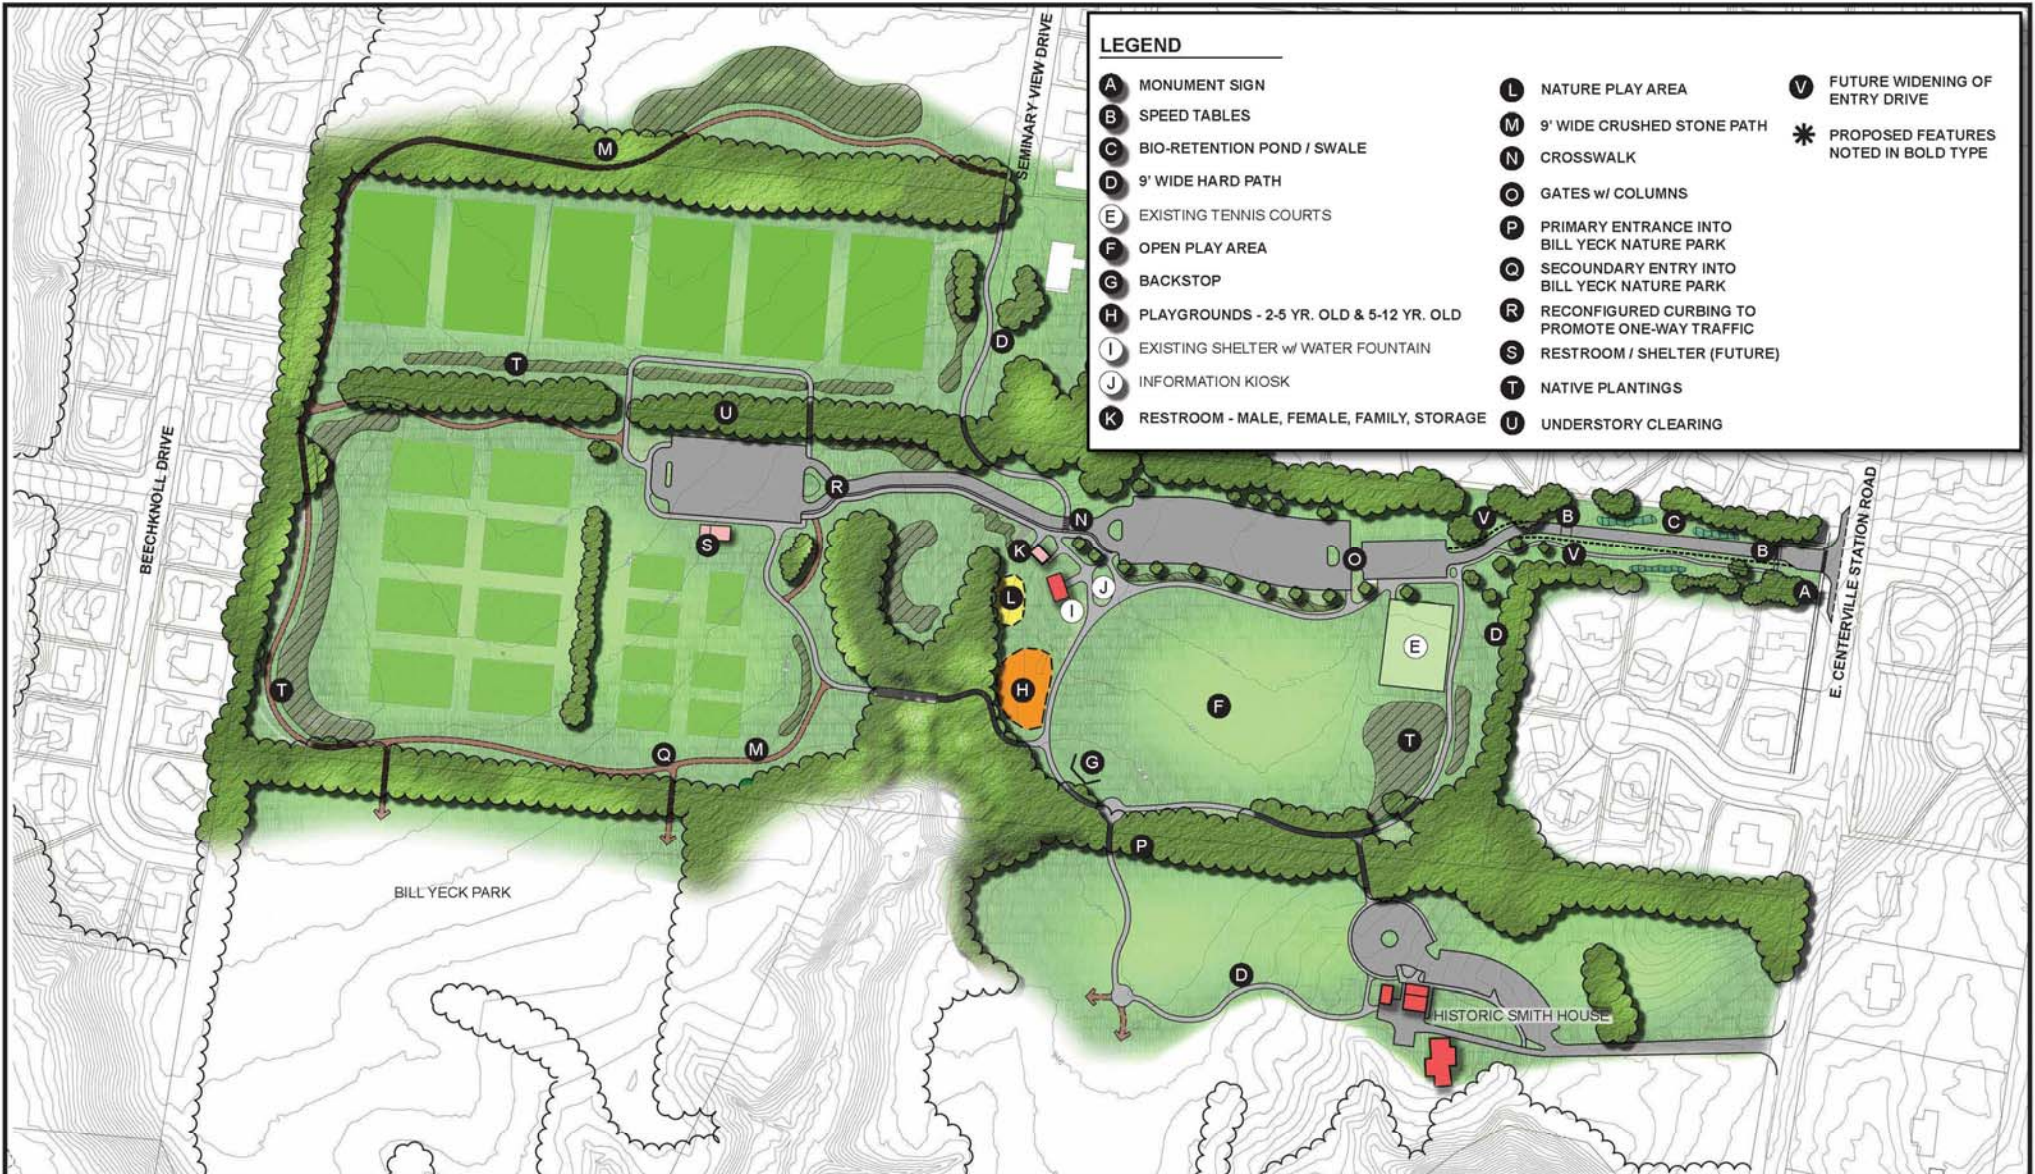 LEGEND
A MONUMENT SIGN
B SPEED TABLES
C BIO-RETENTION POND / SWALE
D 9' WIDE HARD PATH
E EXISTING TENNIS COURTS
F OPEN PLAY AREA
G BACKSTOP
H PLAYGROUNDS - 2-5 YR. OLD & 5-12 YR. OLD
I EXISTING SHELTER w/ WATER FOUNTAIN
J INFORMATION KIOSK
K RESTROOM - MALE, FEMALE, FAMILY, STORAGE
L NATURE PLAY AREA
M 9' WIDE CRUSHED STONE PATH
N CROSSWALK
O GATES w/ COLUMNS
P PRIMARY ENTRANCE INTO
BILL YECK NATURE PARK
Q SECOUNDARY ENTRY INTO
BILL YECK NATURE PARK
R RECONFIGURED CURBING TO
PROMOTE ONE-WAY TRAFFIC
S RESTROOM / SHELTER (FUTURE)
T NATIVE PLANTINGS
U UNDERSTORY CLEARING
V FUTURE WIDENING OF
ENTRY DRIVE
PROPOSED FEATURES
NOTED IN BOLD TYPE
SEMINARY VIEW DRIVE
M
D
T
U
R
BEECHKNOLL DRIVE
N
V
B
C
S
K
O
V
B
J
L
I
A
E. CENTERVILLE STATION ROAD
D
E
T
H
F
Q
M
G
T
P
BILL YECK PARK
D
HISTORIC SMITH HOUSE